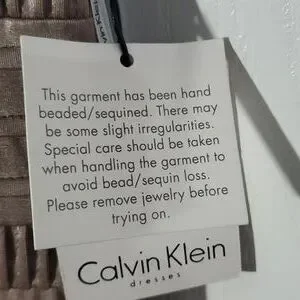 This garment has been hand
beaded/sequined. There may
be some slight irregularities.
Special care should be taken
when handling the garment to
avoid bead/sequin loss.
Please remove jewelry before
trying on.
Calvin Klein
dresses